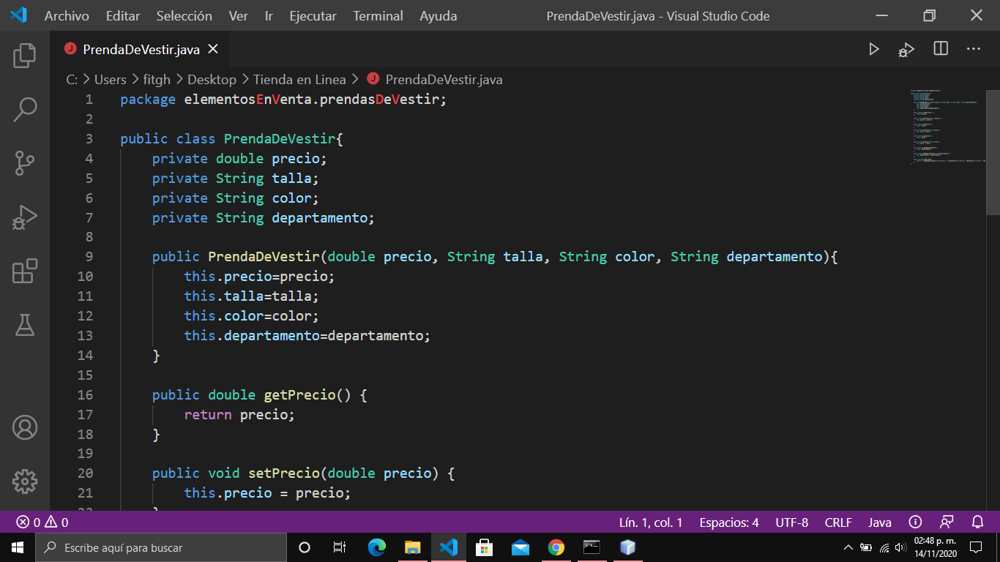 Archivo Editar Selección Ver Ir Ejecutar Terminal Ayuda PrendaDeVestir.java - Visual Studio Code
J PrendaDeVestir.java
C: > Users > fitgh > Desktop > Tienda en Linea > J PrendaDeVestir.java
1 package elementosEnVenta.prendasDeVestir;
2
3 public class PrendaDeVestir{
4 private double precio;
5 private String talla;
6 private String color;
7 private String departamento;
8
9 public PrendaDeVestir(double precio, String talla, String color, String departamento){
10 this.precio=precio;
11 this.talla=talla;
12 this.color=color;
13 this.departamento=departamento;
14 }
15
16 public double getPrecio() {
17 return precio;
18 }
19
20 public void setPrecio(double precio) {
21 this.precio = precio;
22 }
0 0 Lín. 1, col. 1 Espacios: 4 UTF-8 CRLF Java
Escribe aquí para buscar
02:48 p. m.
14/11/2020